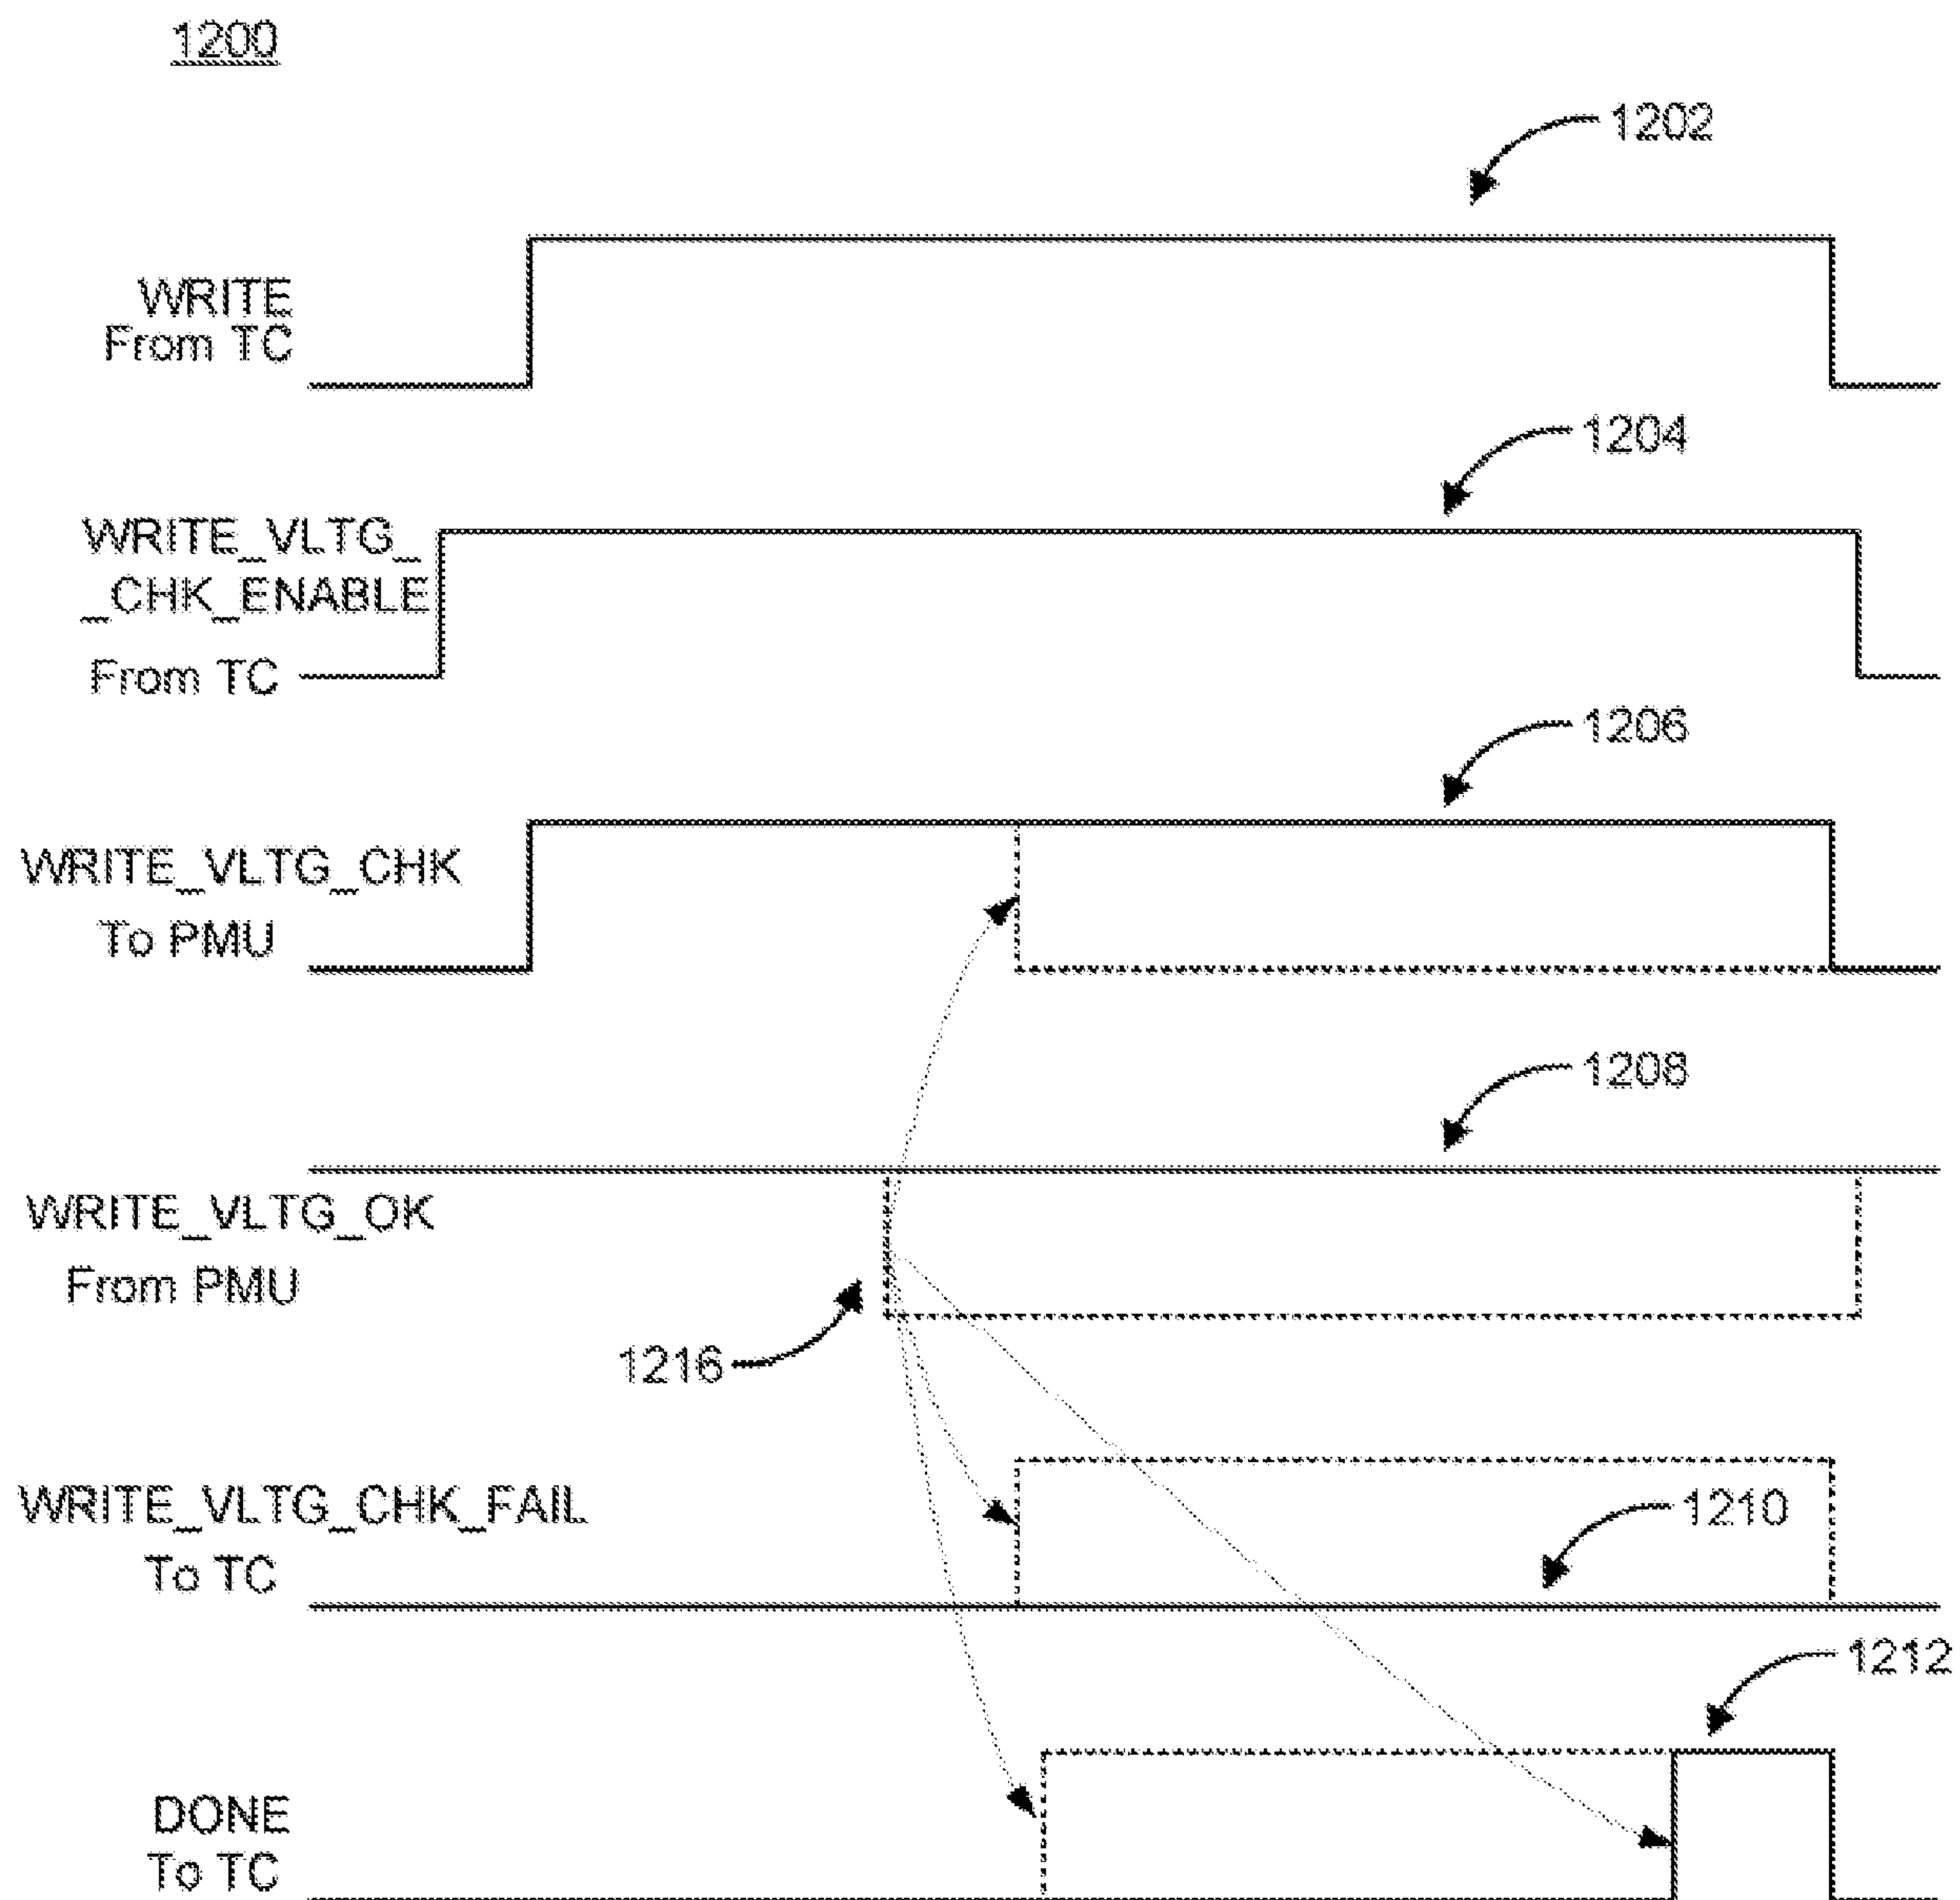 1200
1202
WRITE
From TC
1204
WRITE_VLTG_
_CHK_ENABLE
From TC
1206
WRITE_VLTG_CHK
To PMU
1208
WRITE_VLTG_OK
From PMU
1216
WRITE_VLTG_CHK_FAIL
1210
To TC
1212
DONE
To TC